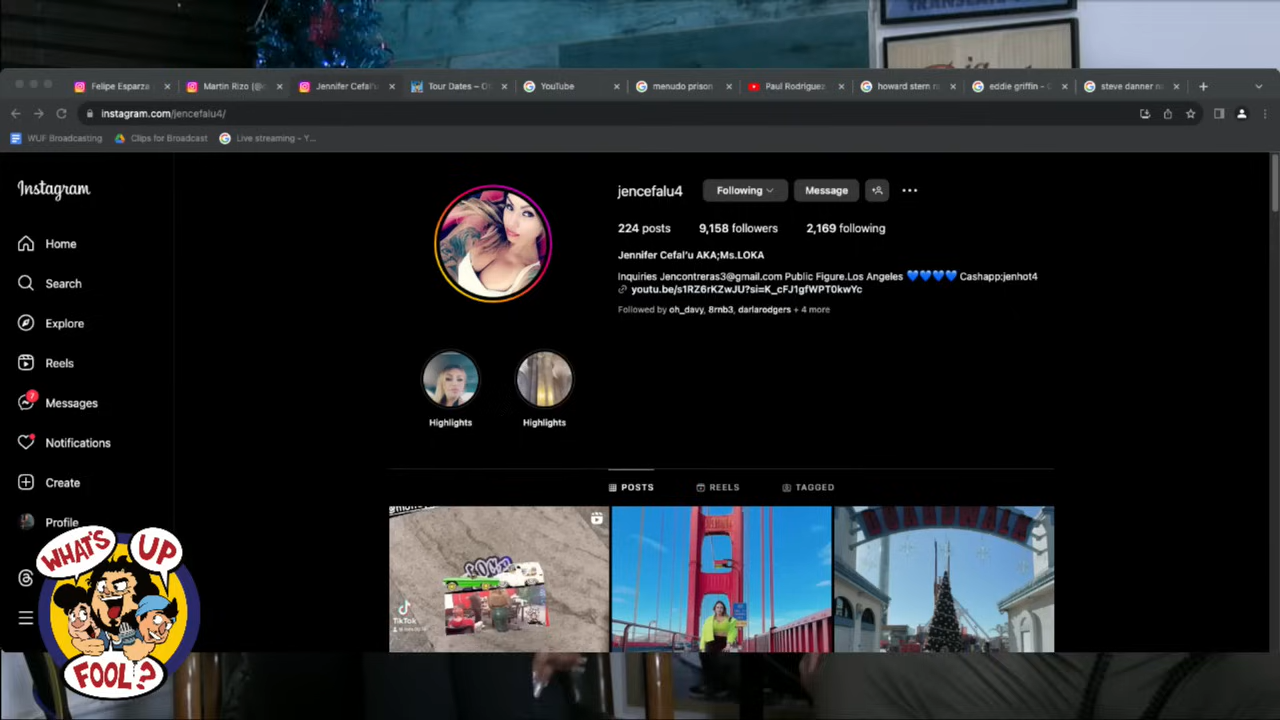 TRANSLATE
Felipe Esparza
Martin Rizo (@
Jennifer Cefal'u
Tour Dates – O
YouTube
menudo prison
Paul Rodriguez
howard stern
eddie griffin –
steve danner
instagram.com/jencefalu4/
WUF Broadcasting
Clips for Broadcast
Live streaming – Y...
Instagram
jencefalu4
Following
Message
224 posts
9,158 followers
2,169 following
Jennifer Cefal'u AKA;Ms.LOKA
Inquiries Jencontreras3@gmail.com Public Figure.Los Angeles 💙💙💙💙 Cashapp:jenhot4
youtu.be/s1RZ6rKZwJU?si=K_cFJ1gfWPT0kwYc
Followed by oh_davy, 8rnb3, darlarodgers + 4 more
Home
Search
Explore
Reels
7
Messages
Notifications
Create
Profile
Highlights
Highlights
POSTS
REELS
TAGGED
TikTok
BOARDWALK
WHAT'S
UP
FOOL?